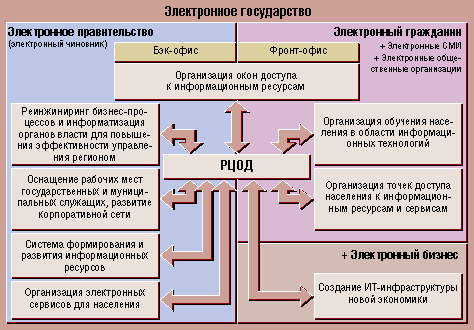 Электронное государство
Электронное правительство
(электронный чиновник)
Электронный гражданин
+ Электронные СМИ
+ Электронные обще-
ственные организации
Бэк-офис
Фронт-офис
Организация окон доступа
к информационным ресурсам
Реинжиниринг бизнес-про-
цессов и информатизация
органов власти для повыше-
ния эффективности управле-
ния регионом
Оснащение рабочих мест
государственных и муници-
пальных служащих, развитие
корпоративной сети
Система формирования и
развития информационных
ресурсов
Организация электронных
сервисов для населения
РЦОД
Организация обучения насе-
ления в области информаци-
онных технологий
Организация точек доступа
населения к информацион-
ным ресурсам и сервисам
+ Электронный бизнес
Создание ИТ-инфраструктуры
новой экономики